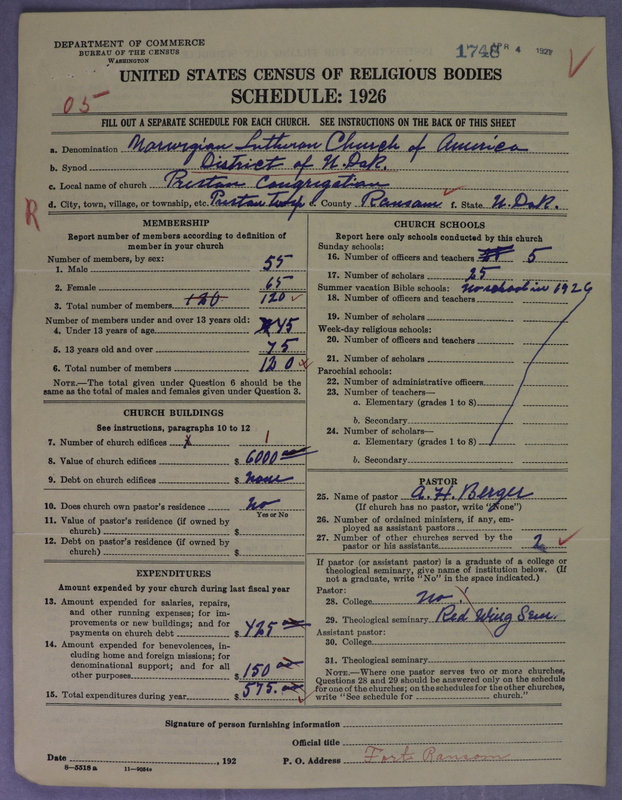 DEPARTMENT OF COMMERCE
BUREAU OF THE CENSUS
WASHINGTON
1748 APR 4 1927
UNITED STATES CENSUS OF RELIGIOUS BODIES
SCHEDULE: 1926
05
FILL OUT A SEPARATE SCHEDULE FOR EACH CHURCH. SEE INSTRUCTIONS ON THE BACK OF THIS SHEET
a. Denomination Norwegian Lutheran Church of America
b. Synod District of N. Dak.
c. Local name of church Preston Congregation
d. City, town, village, or township, etc. Preston Twsp e. County Ransom f. State N. Dak.
R
MEMBERSHIP
Report number of members according to definition of
member in your church
Number of members, by sex:
1. Male 55
2. Female 65
3. Total number of members 120 120
Number of members under and over 13 years old:
4. Under 13 years of age 45
5. 13 years old and over 75
6. Total number of members 120
NOTE.—The total given under Question 6 should be the
same as the total of males and females given under Question 3.
CHURCH BUILDINGS
See instructions, paragraphs 10 to 12
7. Number of church edifices 1 1
8. Value of church edifices $ 6000
9. Debt on church edifices $ none
10. Does church own pastor's residence? no
Yes or No
11. Value of pastor's residence (if owned by
church) $
12. Debt on pastor's residence (if owned by
church) $
EXPENDITURES
Amount expended by your church during last fiscal year
13. Amount expended for salaries, repairs,
and other running expenses; for im-
provements or new buildings; and for
payments on church debt $ 425
14. Amount expended for benevolences, in-
cluding home and foreign missions; for
denominational support; and for all
other purposes $ 150
15. Total expenditures during year $ 575.
CHURCH SCHOOLS
Report here only schools conducted by this church
Sunday schools:
16. Number of officers and teachers 5
17. Number of scholars 25
Summer vacation Bible schools: no school in 1926
18. Number of officers and teachers
19. Number of scholars
Week-day religious schools:
20. Number of officers and teachers
21. Number of scholars
Parochial schools:
22. Number of administrative officers
23. Number of teachers—
a. Elementary (grades 1 to 8)
b. Secondary
24. Number of scholars—
a. Elementary (grades 1 to 8)
b. Secondary
PASTOR
25. Name of pastor A. H. Berger
(If church has no pastor, write "None")
26. Number of ordained ministers, if any, em-
ployed as assistant pastors
27. Number of other churches served by the
pastor or his assistants 2
If pastor (or assistant pastor) is a graduate of a college or
theological seminary, give name of institution below. (If
not a graduate, write "No" in the space indicated.)
Pastor:
28. College no
29. Theological seminary Red Wing Sem.
Assistant pastor:
30. College
31. Theological seminary
NOTE.—Where one pastor serves two or more churches,
Questions 28 and 29 should be answered only on the schedule
for one of the churches; on the schedules for the other churches,
write "See schedule for church."
Signature of person furnishing information
Official title
Date , 192 P. O. Address Fort Ransom
8—5518 a 11—9034a